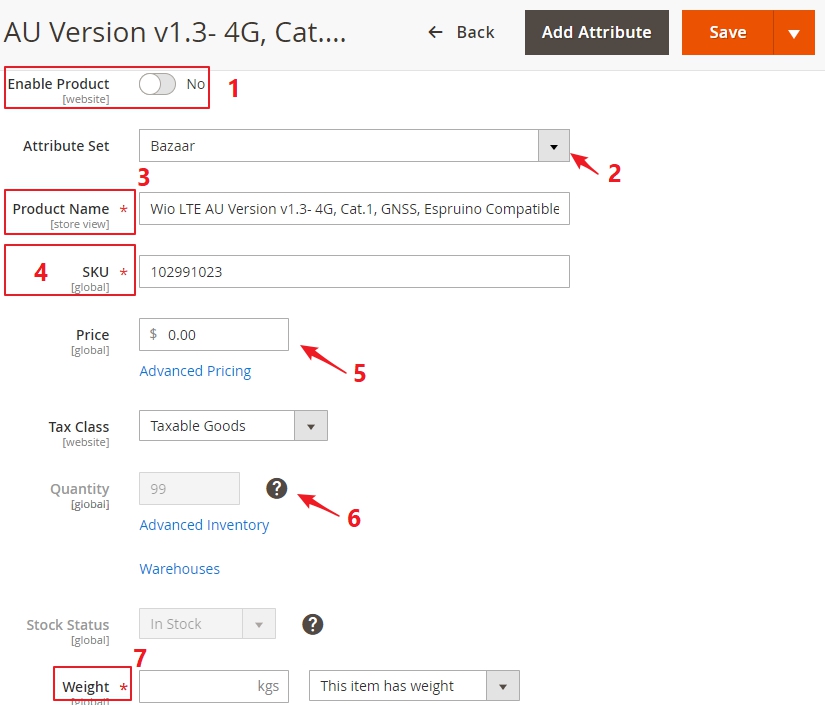 AU Version v1.3- 4G, Cat....
Back
Add Attribute
Save
Enable Product
No
1
[website]
Attribute Set
Bazaar
2
3
Product Name *
Wio LTE AU Version v1.3- 4G, Cat.1, GNSS, Espruino Compatible
[store view]
4
SKU *
102991023
[global]
Price
$ 0.00
[global]
5
Advanced Pricing
Tax Class
Taxable Goods
[website]
Quantity
99
?
[global]
6
Advanced Inventory
Warehouses
Stock Status
In Stock
?
[global]
7
Weight *
kgs
This item has weight
[global]